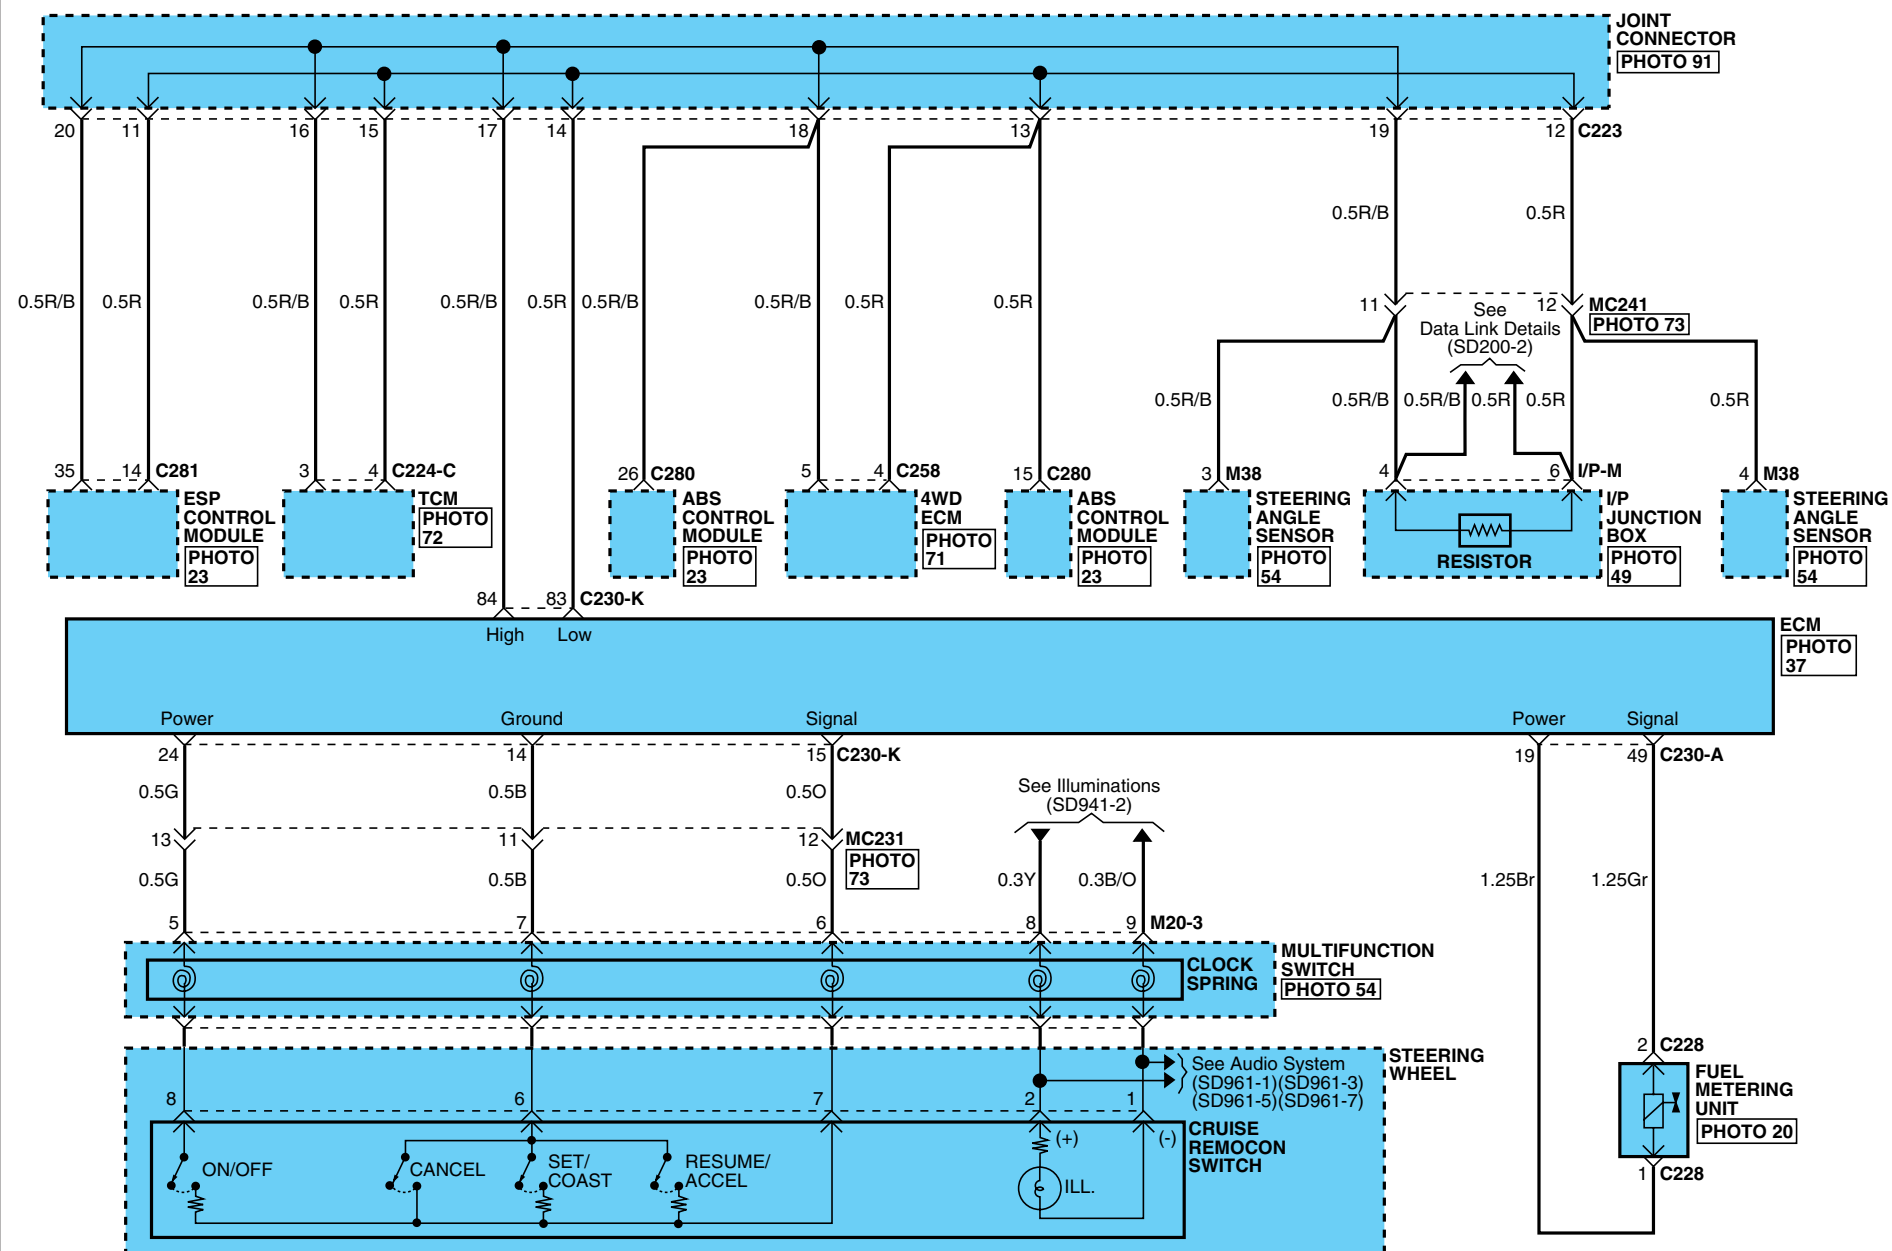 JOINT
CONNECTOR
PHOTO 91
20 11 16 15 17 14 18 13 19 12 C223
0.5R/B 0.5R
0.5R/B 0.5R 0.5R/B 0.5R 0.5R/B 0.5R 0.5R/B 0.5R/B 0.5R 0.5R
11 12 MC241
PHOTO 73
See
Data Link Details
(SD200-2)
0.5R/B 0.5R/B 0.5R/B 0.5R 0.5R 0.5R
35 14 C281
ESP
CONTROL
MODULE
PHOTO
23
3 4 C224-C
TCM
PHOTO
72
26 C280
ABS
CONTROL
MODULE
PHOTO
23
5 4 C258
4WD
ECM
PHOTO
71
15 C280
ABS
CONTROL
MODULE
PHOTO
23
3 M38
STEERING
ANGLE
SENSOR
PHOTO
54
4 6 I/P-M
RESISTOR
I/P
JUNCTION
BOX
PHOTO
49
4 M38
STEERING
ANGLE
SENSOR
PHOTO
54
84 83 C230-K
High Low
ECM
PHOTO
37
Power Ground Signal Power Signal
24 14 15 C230-K 19 49 C230-A
0.5G 0.5B 0.5O
See Illuminations
(SD941-2)
13 11 12 MC231
PHOTO
73
0.5G 0.5B 0.5O 0.3Y 0.3B/O 1.25Br 1.25Gr
5 7 6 8 9 M20-3
CLOCK
SPRING
MULTIFUNCTION
SWITCH
PHOTO 54
STEERING
WHEEL
See Audio System
(SD961-1)(SD961-3)
(SD961-5)(SD961-7)
8 6 7 2 1
(+) (-)
CRUISE
REMOCON
SWITCH
ON/OFF
CANCEL
SET/
COAST
RESUME/
ACCEL
ILL.
2 C228
FUEL
METERING
UNIT
PHOTO 20
1 C228